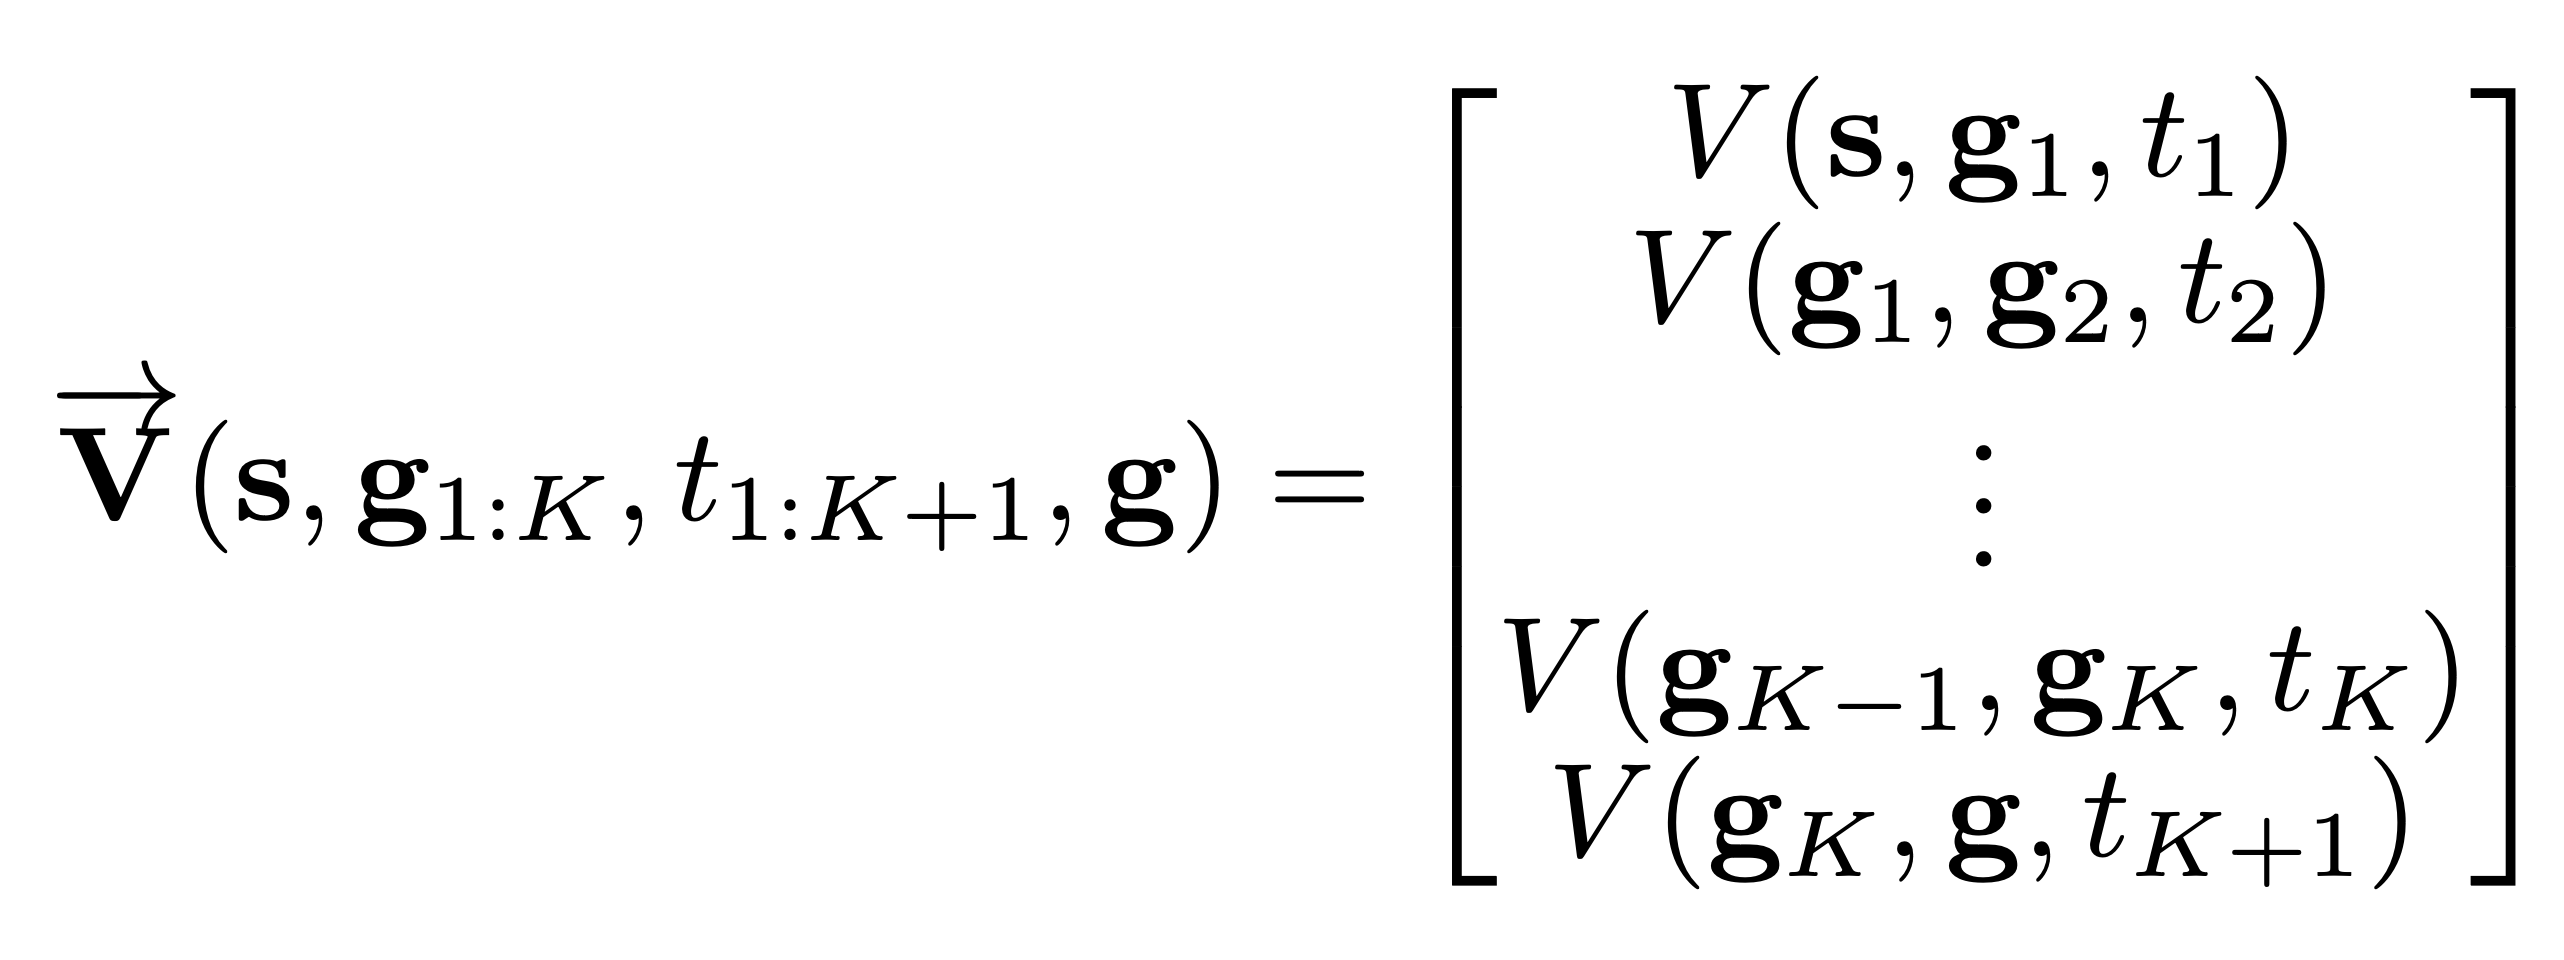 $\overrightarrow{\mathbf{V}}(\mathbf{s}, \mathbf{g}_{1:K}, t_{1:K+1}, \mathbf{g}) = \begin{bmatrix} V(\mathbf{s}, \mathbf{g}_1, t_1) \\ V(\mathbf{g}_1, \mathbf{g}_2, t_2) \\ \vdots \\ V(\mathbf{g}_{K-1}, \mathbf{g}_K, t_K) \\ V(\mathbf{g}_K, \mathbf{g}, t_{K+1}) \end{bmatrix}$